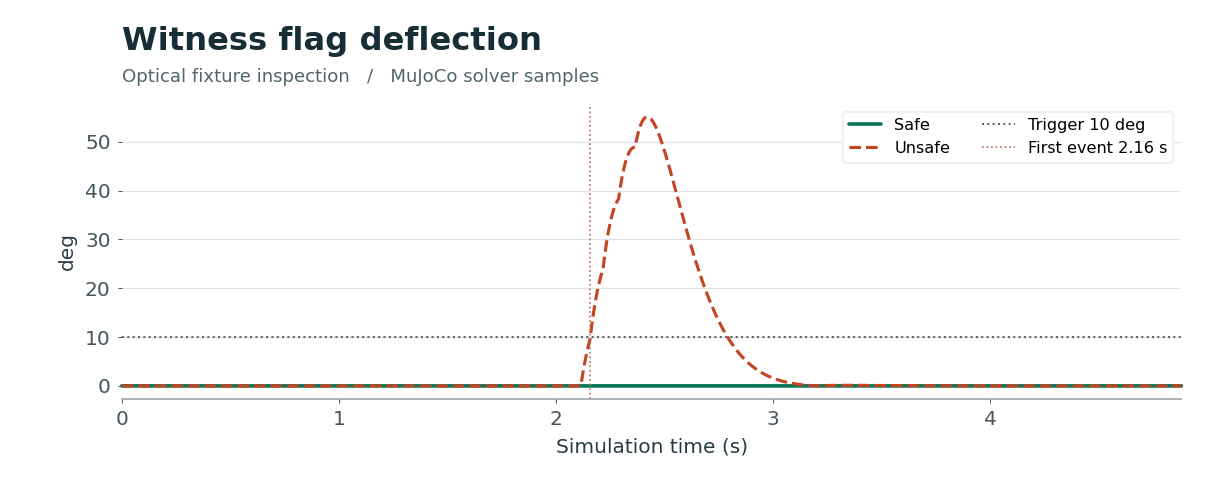 Witness flag deflection
Optical fixture inspection / MuJoCo solver samples
Safe
Unsafe
Trigger 10 deg
First event 2.16 s
deg
50
40
30
20
10
0
0 1 2 3 4
Simulation time (s)